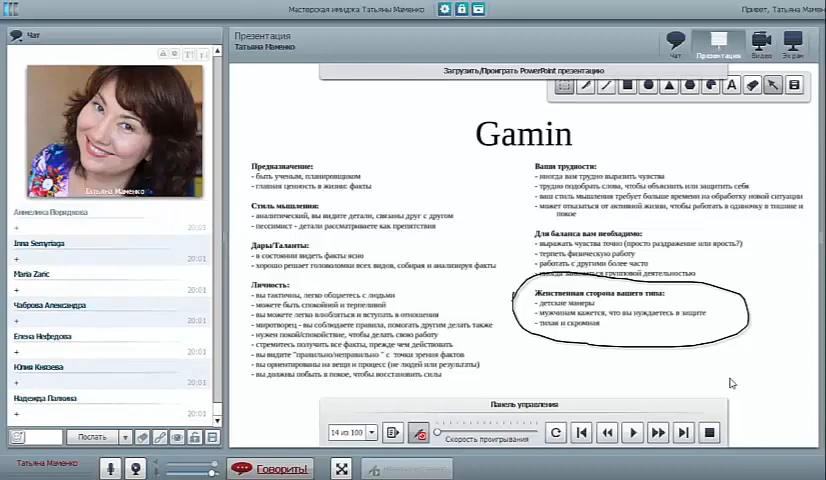 Мастерская имиджа Татьяны Маменко
Привет, Татьяна Мамен
Чат
Презентация
Татьяна Маменко
Чат
Презентация
Видео
Экран
Загрузить/Проиграть PowerPoint презентацию
Татьяна Маменко
Анжелика Порядкова
+ 20:01
Inna Semyriaga
+ 20:01
Maria Zaric
+ 20:01
Чаброва Александра
+ 20:01
Елена Нефедова
+ 20:01
Юлия Князева
+ 20:01
Надежда Палкина
+ 20:01
Послать
Gamin
Предназначение:
- быть ученым, планировщиком
- главная ценность в жизни: факты
Стиль мышления:
- аналитический, вы видите детали, связаны друг с другом
- пессимист - детали рассматриваете как препятствия
Дары/Таланты:
- в состоянии видеть факты ясно
- хорошо решает головоломки всех видов, собирая и анализируя факты
Личность:
- вы тактичны, легко общаетесь с людьми
- можете быть спокойной и терпеливой
- вы можете легко влюбяться и вступать в отношения
- миротворец - вы соблюдаете правила, помогать другим делать также
- нужен покой/спокойствие, чтобы делать свою работу
- стремитесь получить все факты, прежде чем действовать
- вы видите "правильно/неправильно " с точки зрения фактов
- вы ориентированы на вещи и процесс (не людей или результаты)
- вы должны побыть в покое, чтобы восстановить силы
Ваши трудности:
- иногда вам трудно выразить чувства
- трудно подобрать слова, чтобы объяснить или защитить себя
- ваш стиль мышления требует больше времени на обработку новой ситуации
- может отказаться от активной жизни, чтобы работать в одиночку в тишине и
покое
Для баланса вам необходимо:
- выражать чувства точно (просто раздражение или ярость?)
- терпеть физическую работу
- работать с другими более часто
- иногда заниматься групповой деятельностью
Женственная сторона вашего типа:
- детские манеры
- мужчинам кажется, что вы нуждаетесь в защите
- тихая и скромная
Панель управления
14 из 100
Скорость проигрывания
Татьяна Маменко
Говорить!